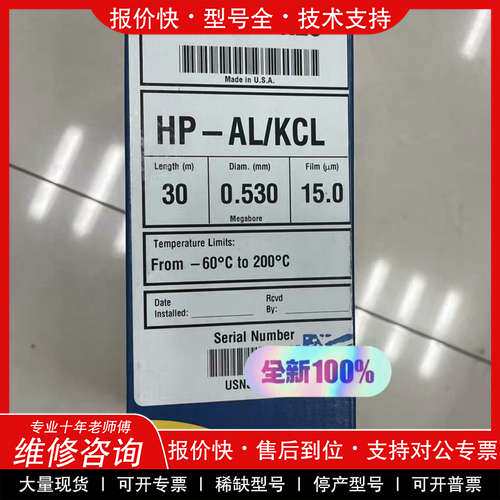 报价快·型号全·技术支持
Made in U.S.A.
HP-AL/KCL
Length (m) Diam. (mm) Film (μm)
30 0.530 15.0
Megabore
Temperature Limits:
From -60°C to 200°C
Date Installed: Rcvd By:
Serial Number
全新100%
专业十年老师傅
维修咨询
报价快·售后到位·支持对公专票
大量现货 | 可开专票 | 稀缺型号 | 停产型号 | 可开普票